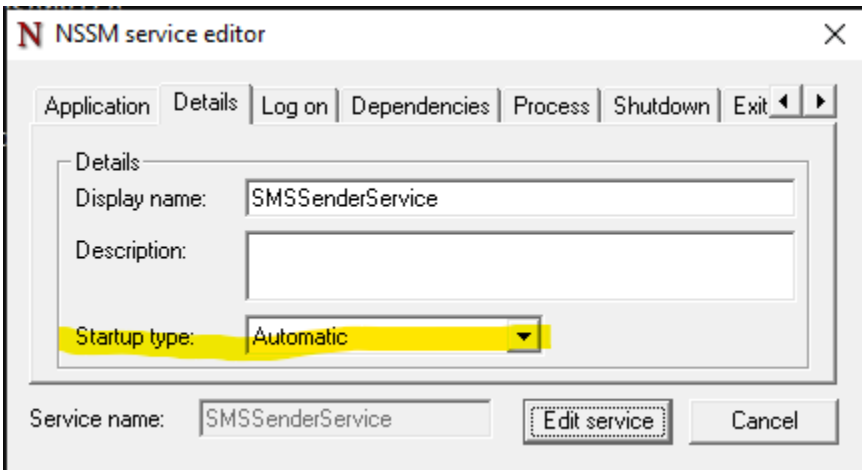 NSSM service editor
Application Details Log on Dependencies Process Shutdown Exit
Details
Display name: SMSSenderService
Description:
Startup type: Automatic
Service name: SMSSenderService Edit service Cancel